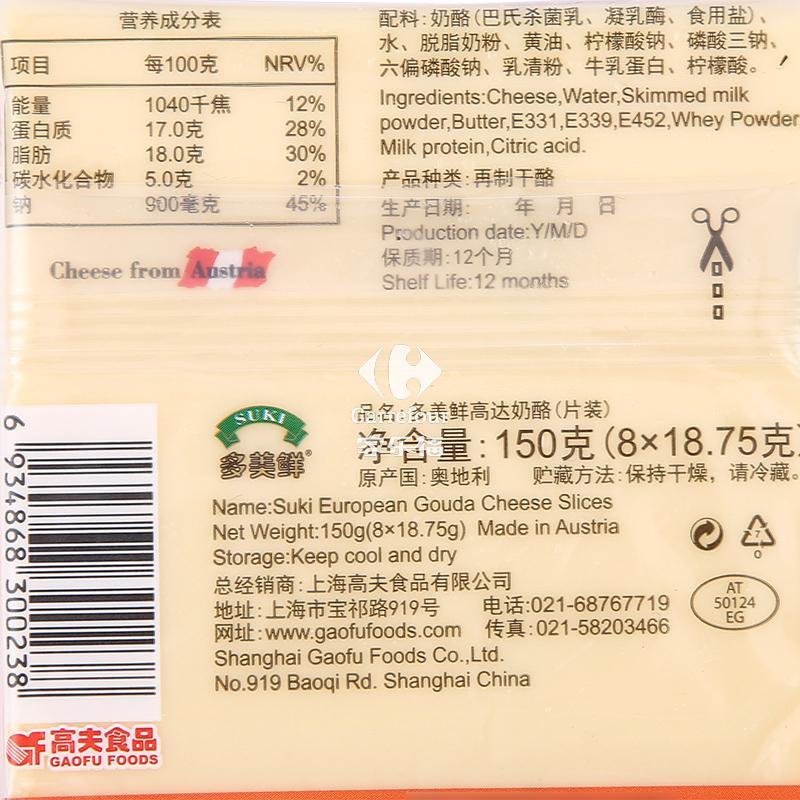 营养成分表
项目 每100克 NRV%
能量 1040千焦 12%
蛋白质 17.0克 28%
脂肪 18.0克 30%
碳水化合物 5.0克 2%
钠 900毫克 45%
配料:奶酪(巴氏杀菌乳、凝乳酶、食用盐)、
水、脱脂奶粉、黄油、柠檬酸钠、磷酸三钠、
六偏磷酸钠、乳清粉、牛乳蛋白、柠檬酸。
Ingredients:Cheese,Water,Skimmed milk
powder,Butter,E331,E339,E452,Whey Powder
Milk protein,Citric acid.
产品种类:再制干酪
生产日期: 年 月 日
Production date:Y/M/D
保质期:12个月
Shelf Life:12 months
Cheese from Austria
Carrefour
家乐福
SUKI
多美鲜®
品名:多美鲜高达奶酪(片装)
净含量:150克(8×18.75克)
原产国:奥地利 贮藏方法:保持干燥,请冷藏。
Name:Suki European Gouda Cheese Slices
Net Weight:150g(8×18.75g) Made in Austria
Storage:Keep cool and dry
总经销商:上海高夫食品有限公司
地址:上海市宝祁路919号 电话:021-68767719
网址:www.gaofufoods.com 传真:021-58203466
Shanghai Gaofu Foods Co.,Ltd.
No.919 Baoqi Rd. Shanghai China
7
0
AT
50124
EG
6 934868 300238
高夫食品
GAOFU FOODS